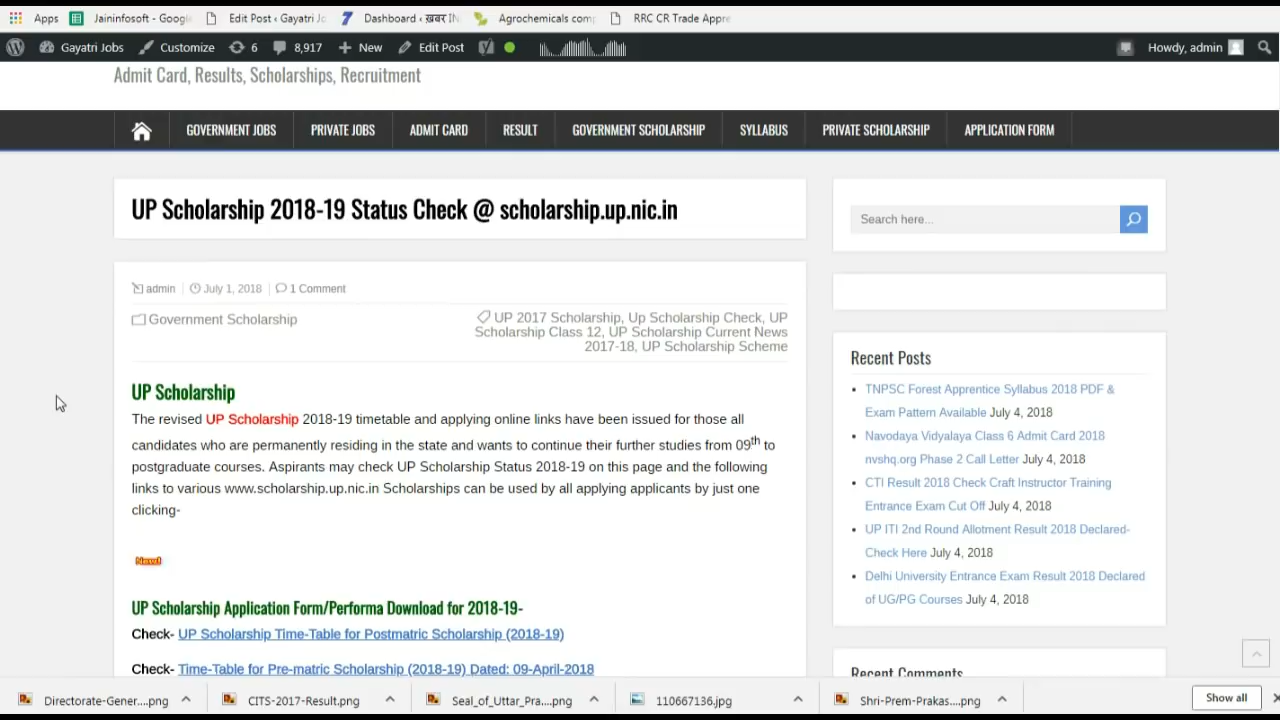 Apps Jaininfosoft - Google Edit Post ‹ Gayatri Jo Dashboard ‹ Agrochemicals com RRC CR Trade Appre
Gayatri Jobs Customize 6 8,917 New Edit Post Howdy, admin
Admit Card, Results, Scholarships, Recruitment
GOVERNMENT JOBS PRIVATE JOBS ADMIT CARD RESULT GOVERNMENT SCHOLARSHIP SYLLABUS PRIVATE SCHOLARSHIP APPLICATION FORM
UP Scholarship 2018-19 Status Check @ scholarship.up.nic.in
admin July 1, 2018 1 Comment
Government Scholarship
UP 2017 Scholarship, Up Scholarship Check, UP
Scholarship Class 12, UP Scholarship Current News
2017-18, UP Scholarship Scheme
UP Scholarship
The revised UP Scholarship 2018-19 timetable and applying online links have been issued for those all
candidates who are permanently residing in the state and wants to continue their further studies from 09th to
postgraduate courses. Aspirants may check UP Scholarship Status 2018-19 on this page and the following
links to various www.scholarship.up.nic.in Scholarships can be used by all applying applicants by just one
clicking-
New!
UP Scholarship Application Form/Performa Download for 2018-19-
Check- UP Scholarship Time-Table for Postmatric Scholarship (2018-19)
Check- Time-Table for Pre-matric Scholarship (2018-19) Dated: 09-April-2018
Search here...
Recent Posts
TNPSC Forest Apprentice Syllabus 2018 PDF &
Exam Pattern Available July 4, 2018
Navodaya Vidyalaya Class 6 Admit Card 2018
nvshq.org Phase 2 Call Letter July 4, 2018
CTI Result 2018 Check Craft Instructor Training
Entrance Exam Cut Off July 4, 2018
UP ITI 2nd Round Allotment Result 2018 Declared-
Check Here July 4, 2018
Delhi University Entrance Exam Result 2018 Declared
of UG/PG Courses July 4, 2018
Recent Comments
Directorate-Gener....png CITS-2017-Result.png Seal_of_Uttar_Pra....png 110667136.jpg Shri-Prem-Prakas....png Show all